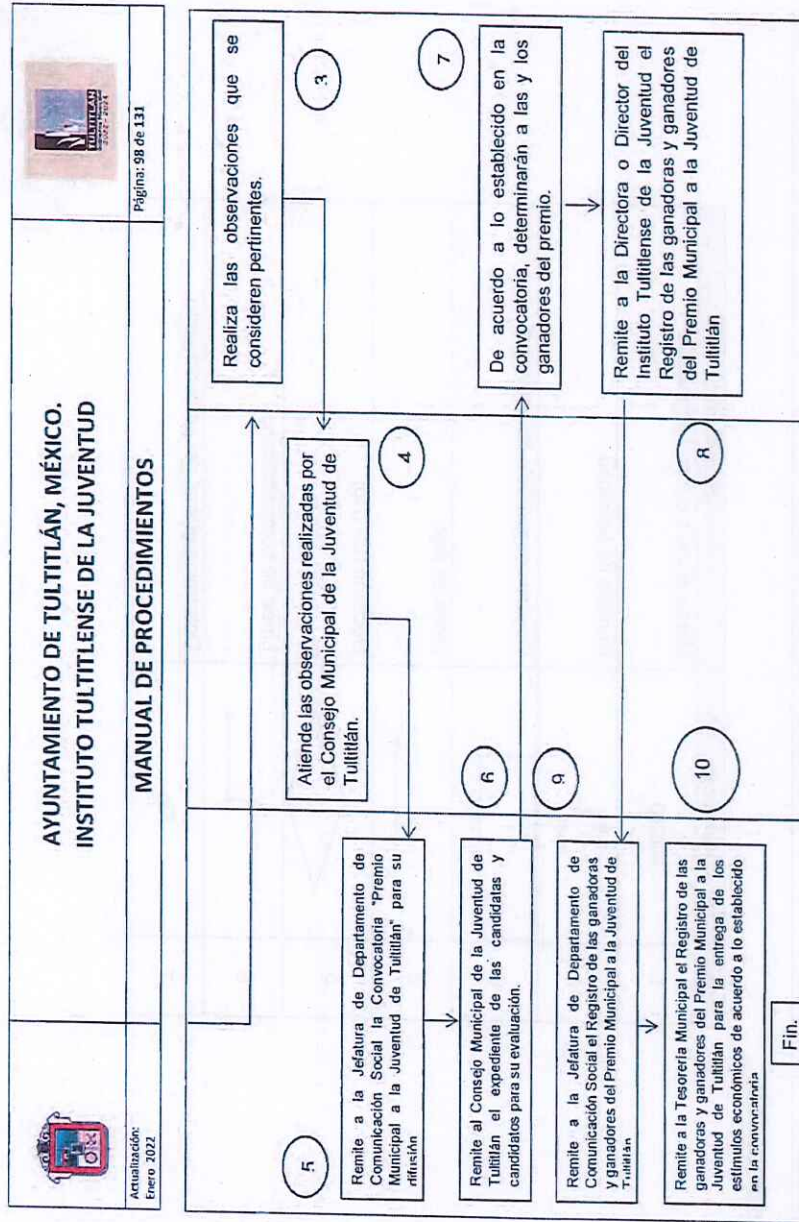 AYUNTAMIENTO DE TULTITLÁN, MÉXICO.
INSTITUTO TULTITLENSE DE LA JUVENTUD
TULTITLÁN
2022 - 2024
Actualización:
Enero 2022
MANUAL DE PROCEDIMIENTOS
Página: 98 de 131
Realiza las observaciones que se
consideren pertinentes.
3
Atiende las observaciones realizadas por
el Consejo Municipal de la Juventud de
Tultitlán.
4
5
Remite a la Jefatura de Departamento de
Comunicación Social la Convocatoria "Premio
Municipal a la Juventud de Tultitlán" para su
difusión
6
Remite al Consejo Municipal de la Juventud de
Tultitlán el expediente de las candidatas y
candidatos para su evaluación.
7
De acuerdo a lo establecido en la
convocatoria, determinarán a las y los
ganadores del premio.
Remite a la Directora o Director del
Instituto Tultitlense de la Juventud el
Registro de las ganadoras y ganadores
del Premio Municipal a la Juventud de
Tultitlán
8
9
Remite a la Jefatura de Departamento de
Comunicación Social el Registro de las ganadoras
y ganadores del Premio Municipal a la Juventud de
Tultitlán
10
Remite a la Tesorería Municipal el Registro de las
ganadoras y ganadores del Premio Municipal a la
Juventud de Tultitlán para la entrega de los
estímulos económicos de acuerdo a lo establecido
en la convocatoria
Fin.